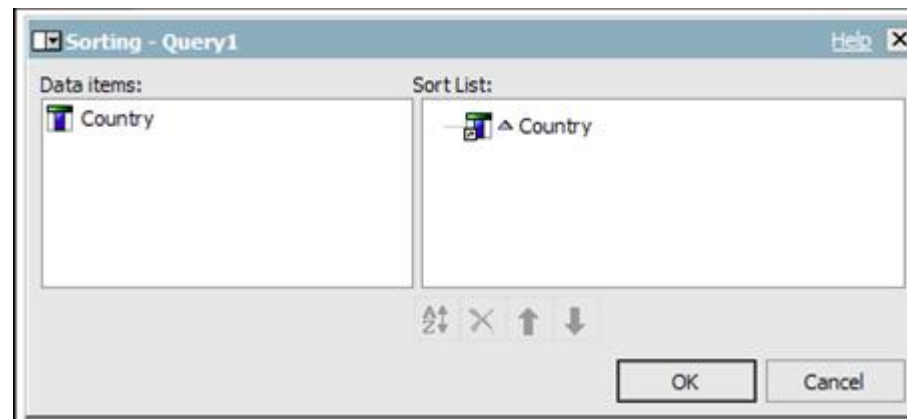 Sorting - Query1
Help
Data items:
Sort List:
Country
Country
OK
Cancel